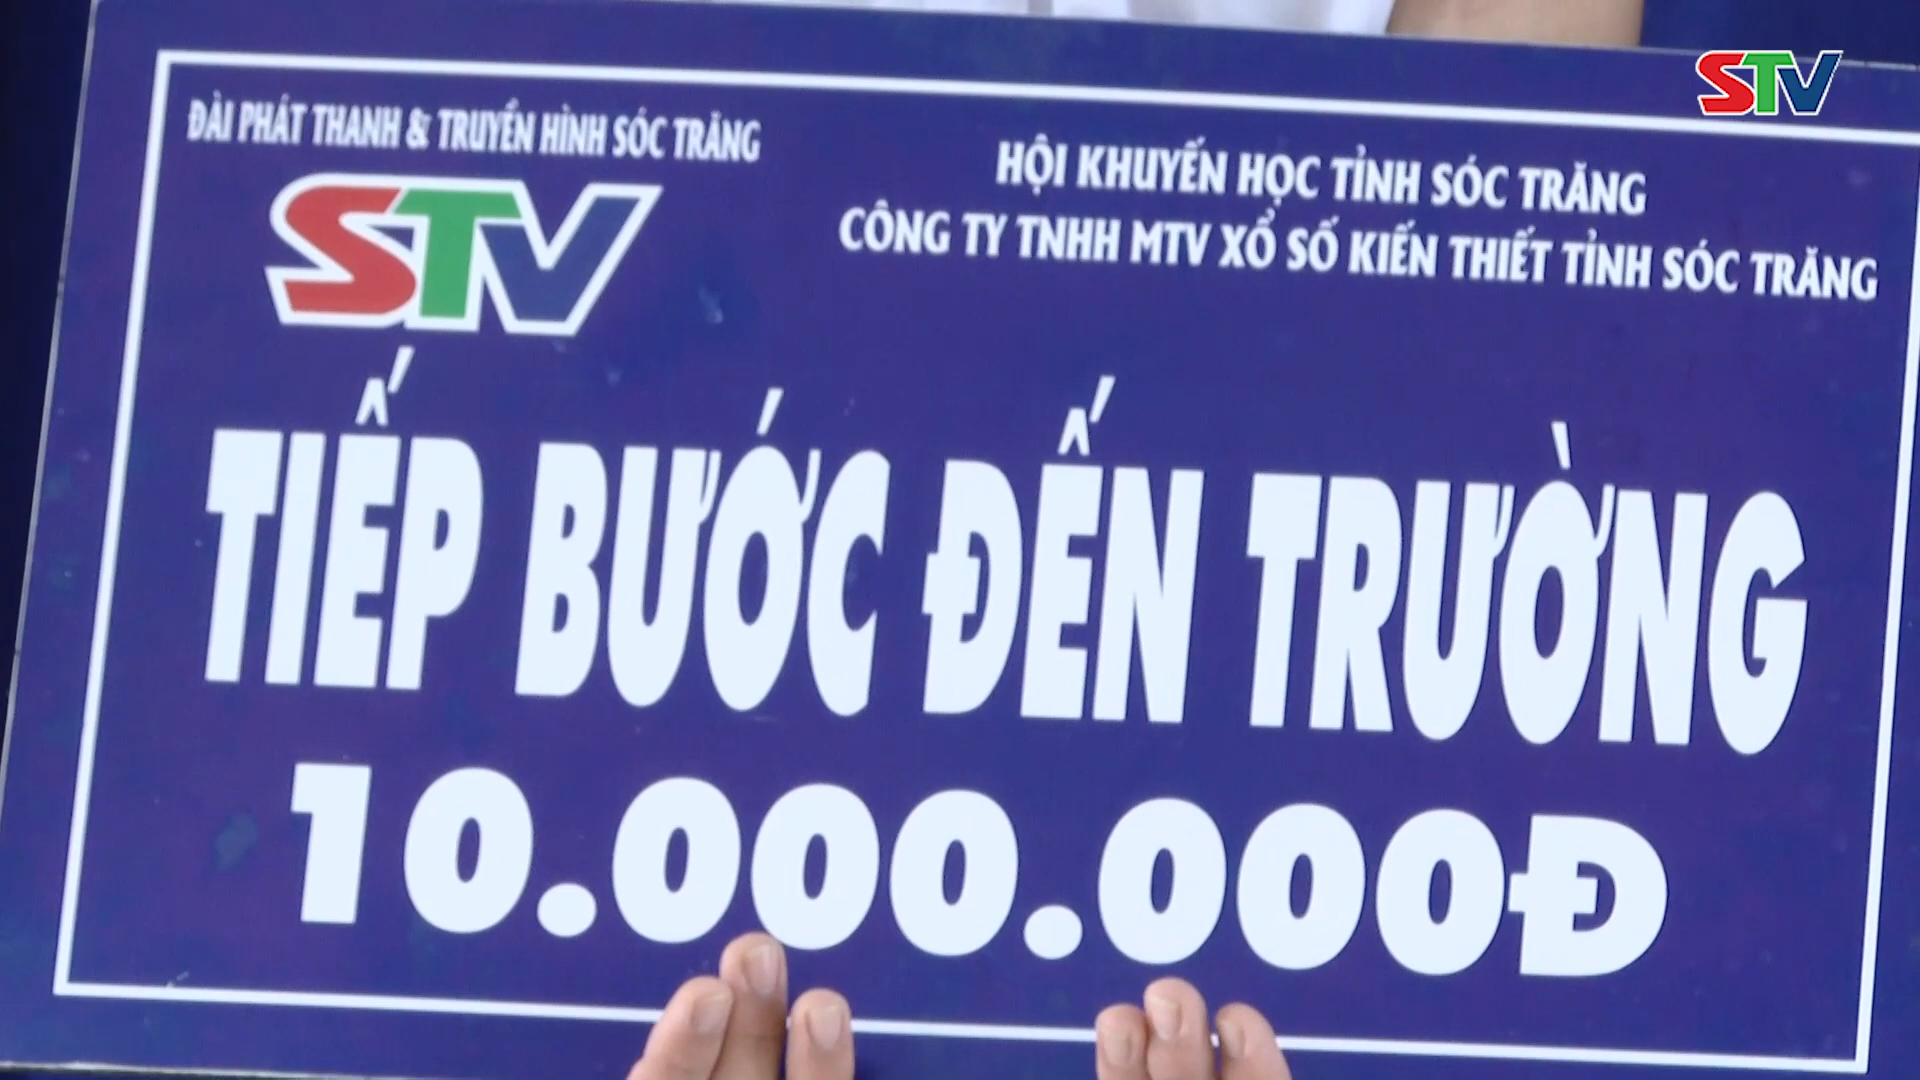 STV
ĐÀI PHÁT THANH & TRUYỀN HÌNH SÓC TRĂNG
STV
HỘI KHUYẾN HỌC TỈNH SÓC TRĂNG
CÔNG TY TNHH MTV XỔ SỐ KIẾN THIẾT TỈNH SÓC TRĂNG
TIẾP BƯỚC ĐẾN TRƯỜNG
10.000.000Đ